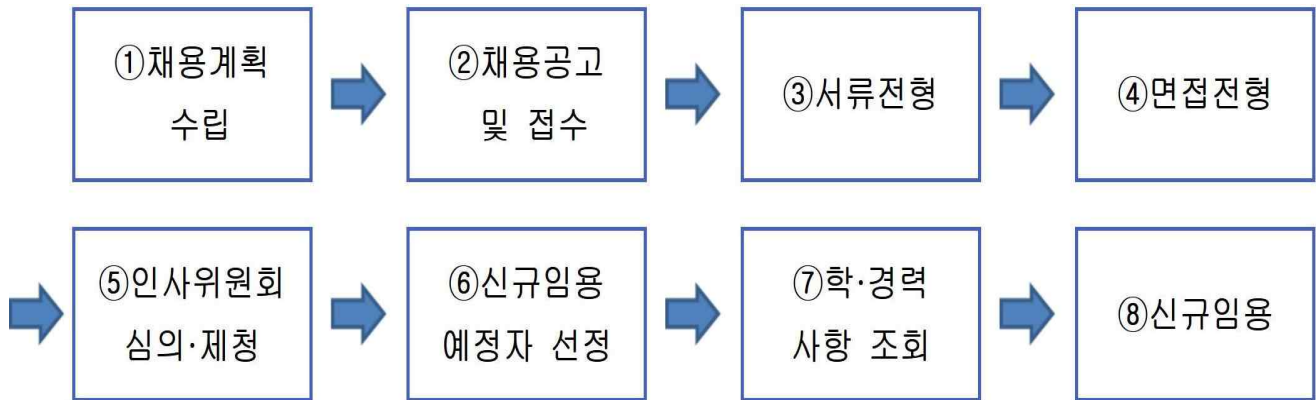 ①채용계획
수립
②채용공고
및 접수
③서류전형
④면접전형
⑤인사위원회
심의·제청
⑥신규임용
예정자 선정
⑦학·경력
사항 조회
⑧신규임용